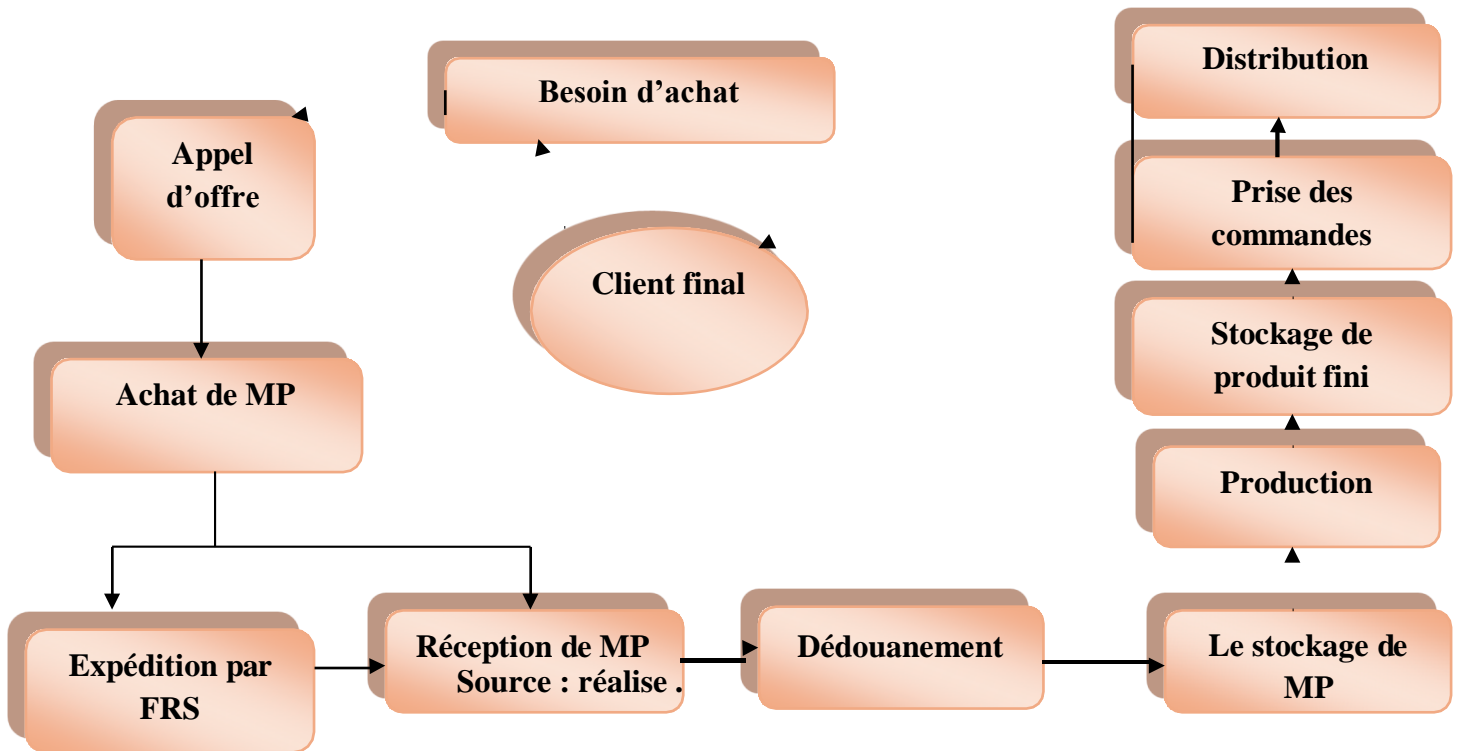 Distribution
Besoin d’achat
Appel
d’offre
Prise des
commandes
Client final
Stockage de
produit fini
Achat de MP
Production
Expédition par
FRS
Réception de MP
Source : réalise .
Dédouanement
Le stockage de
MP